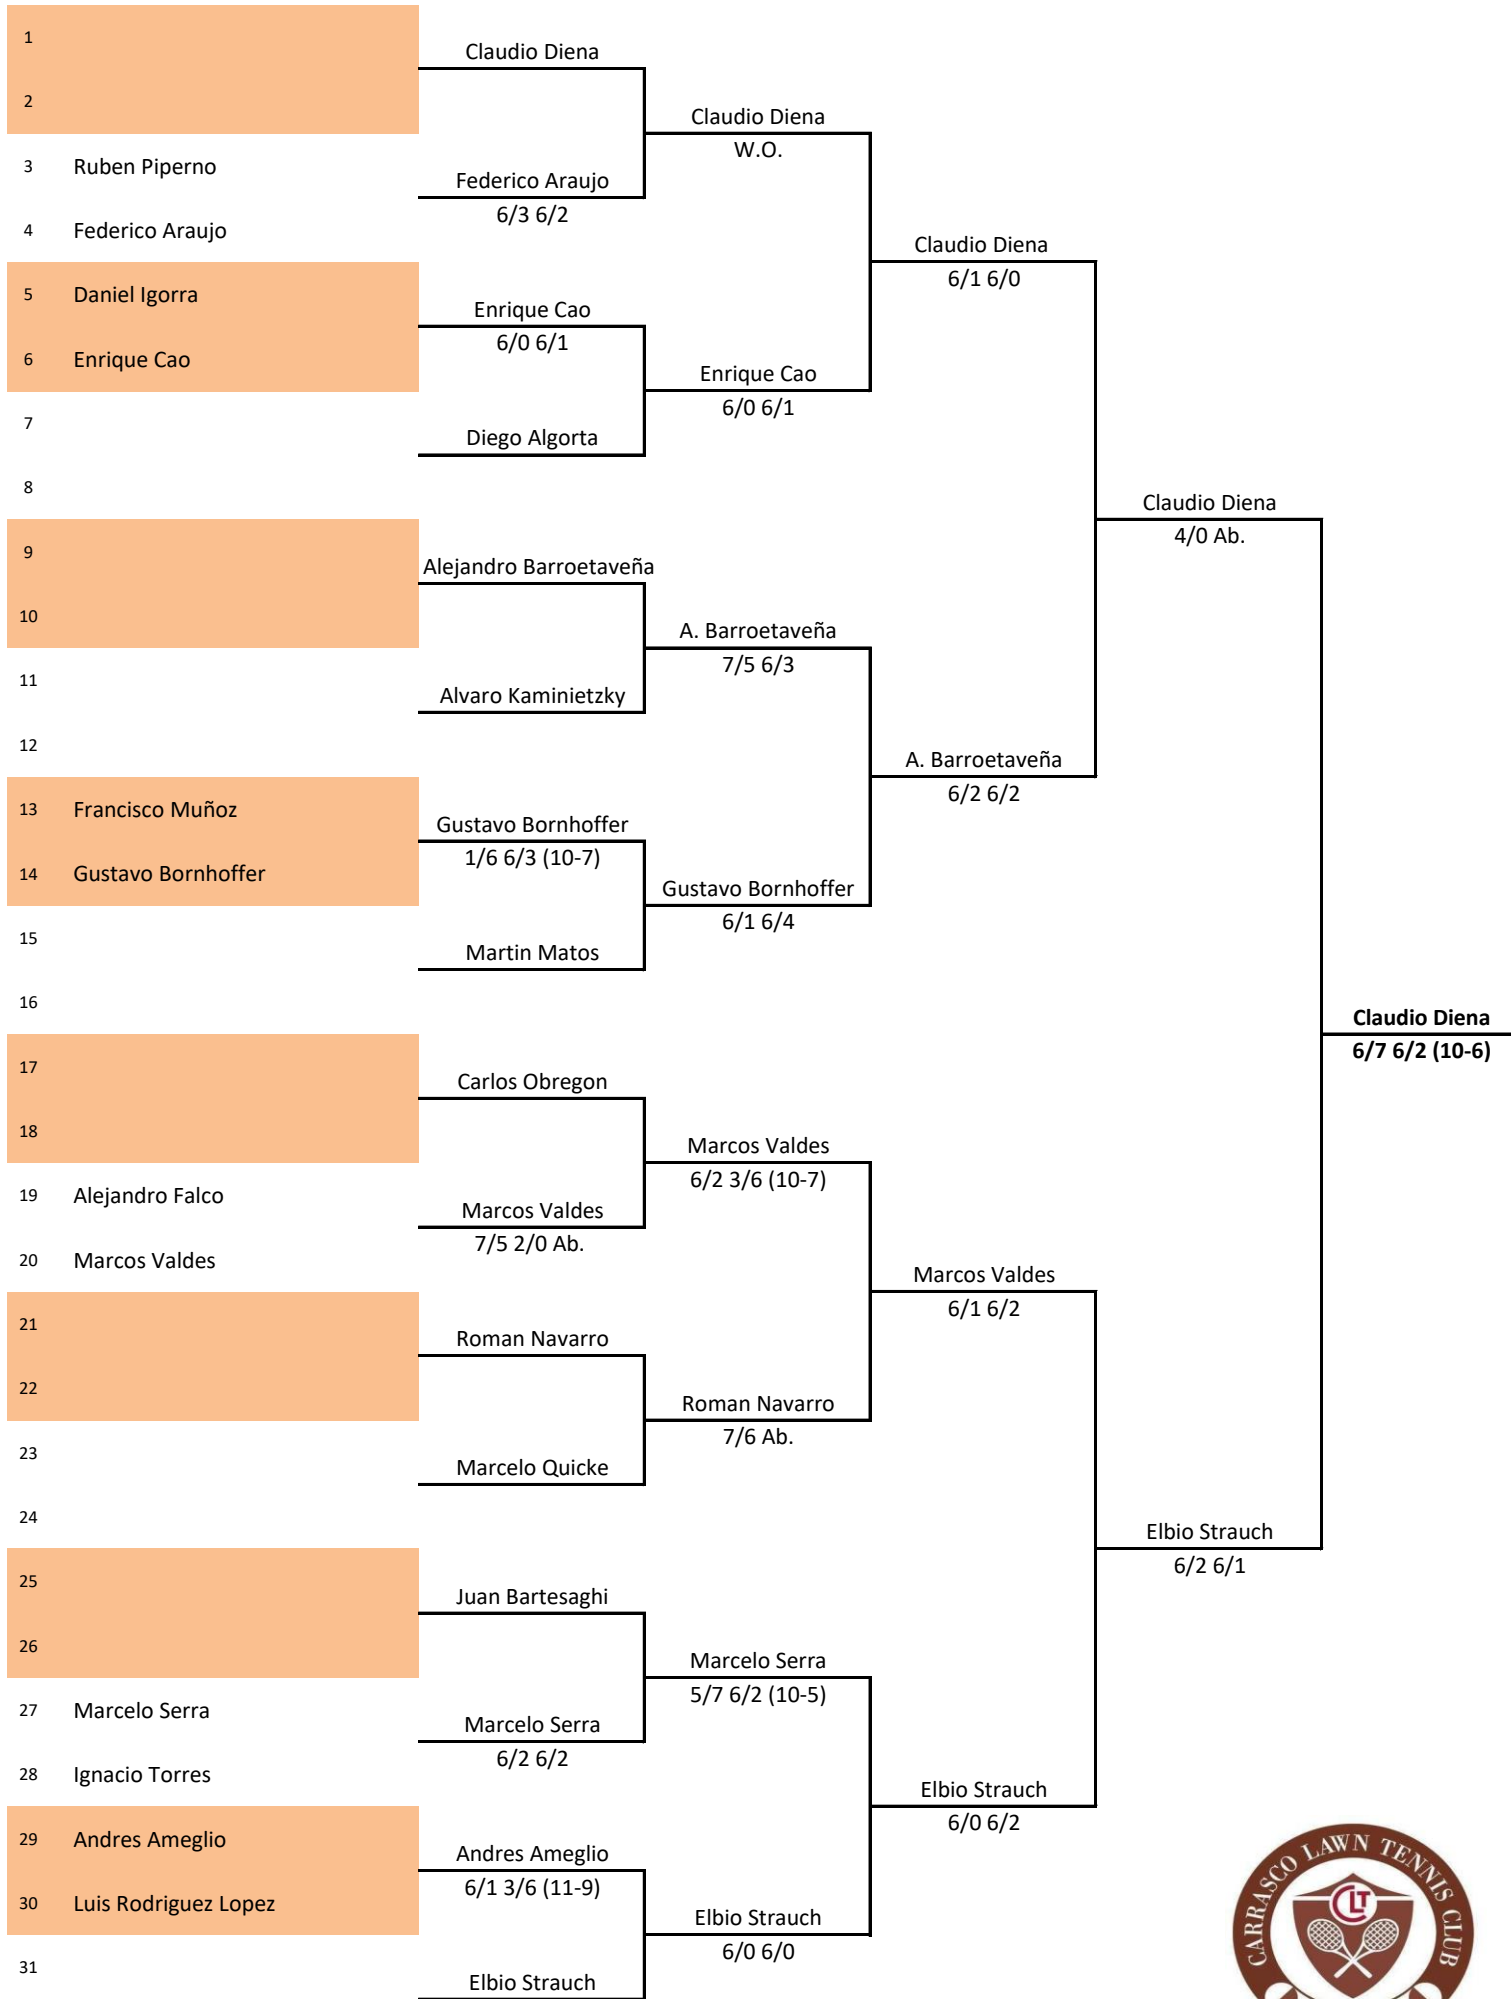 1
Claudio Diena
2
Claudio Diena
W.O.
3 Ruben Piperno
Federico Araujo
6/3 6/2
4 Federico Araujo
Claudio Diena
6/1 6/0
5 Daniel Igorra
Enrique Cao
6/0 6/1
6 Enrique Cao
Enrique Cao
6/0 6/1
7
Diego Algorta
8
Claudio Diena
4/0 Ab.
9
Alejandro Barroetaveña
10
A. Barroetaveña
7/5 6/3
11
Alvaro Kaminietzky
12
A. Barroetaveña
6/2 6/2
13 Francisco Muñoz
Gustavo Bornhoffer
1/6 6/3 (10-7)
14 Gustavo Bornhoffer
Gustavo Bornhoffer
6/1 6/4
15
Martin Matos
16
Claudio Diena
6/7 6/2 (10-6)
17
Carlos Obregon
18
Marcos Valdes
6/2 3/6 (10-7)
19 Alejandro Falco
Marcos Valdes
7/5 2/0 Ab.
20 Marcos Valdes
Marcos Valdes
6/1 6/2
21
Roman Navarro
22
Roman Navarro
7/6 Ab.
23
Marcelo Quicke
24
Elbio Strauch
6/2 6/1
25
Juan Bartesaghi
26
Marcelo Serra
5/7 6/2 (10-5)
27 Marcelo Serra
Marcelo Serra
6/2 6/2
28 Ignacio Torres
Elbio Strauch
6/0 6/2
29 Andres Ameglio
Andres Ameglio
6/1 3/6 (11-9)
30 Luis Rodriguez Lopez
Elbio Strauch
6/0 6/0
31
Elbio Strauch
CARRASCO LAWN TENNIS CLUB
CLT